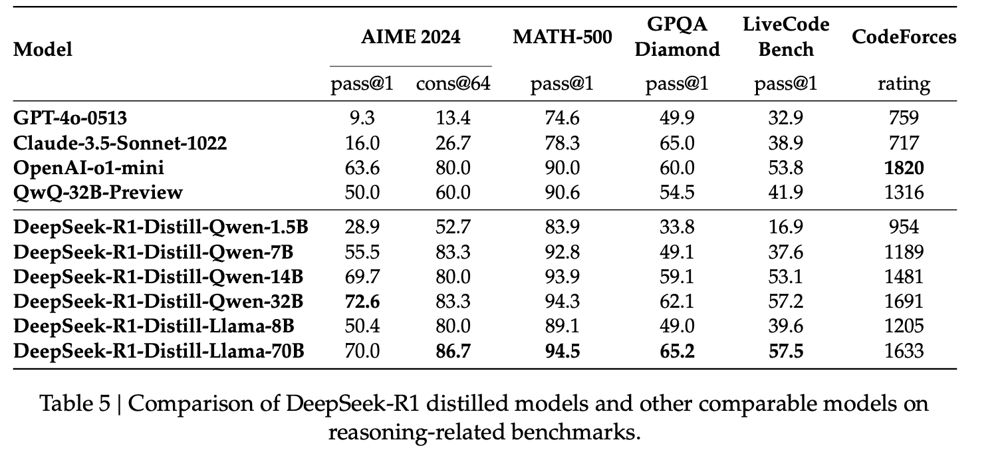 Model AIME 2024 MATH-500 GPQA Diamond LiveCode Bench CodeForces
pass@1 cons@64 pass@1 pass@1 pass@1 rating
GPT-4o-0513 9.3 13.4 74.6 49.9 32.9 759
Claude-3.5-Sonnet-1022 16.0 26.7 78.3 65.0 38.9 717
OpenAI-o1-mini 63.6 80.0 90.0 60.0 53.8 1820
QwQ-32B-Preview 50.0 60.0 90.6 54.5 41.9 1316
DeepSeek-R1-Distill-Qwen-1.5B 28.9 52.7 83.9 33.8 16.9 954
DeepSeek-R1-Distill-Qwen-7B 55.5 83.3 92.8 49.1 37.6 1189
DeepSeek-R1-Distill-Qwen-14B 69.7 80.0 93.9 59.1 53.1 1481
DeepSeek-R1-Distill-Qwen-32B 72.6 83.3 94.3 62.1 57.2 1691
DeepSeek-R1-Distill-Llama-8B 50.4 80.0 89.1 49.0 39.6 1205
DeepSeek-R1-Distill-Llama-70B 70.0 86.7 94.5 65.2 57.5 1633
Table 5 | Comparison of DeepSeek-R1 distilled models and other comparable models on
reasoning-related benchmarks.